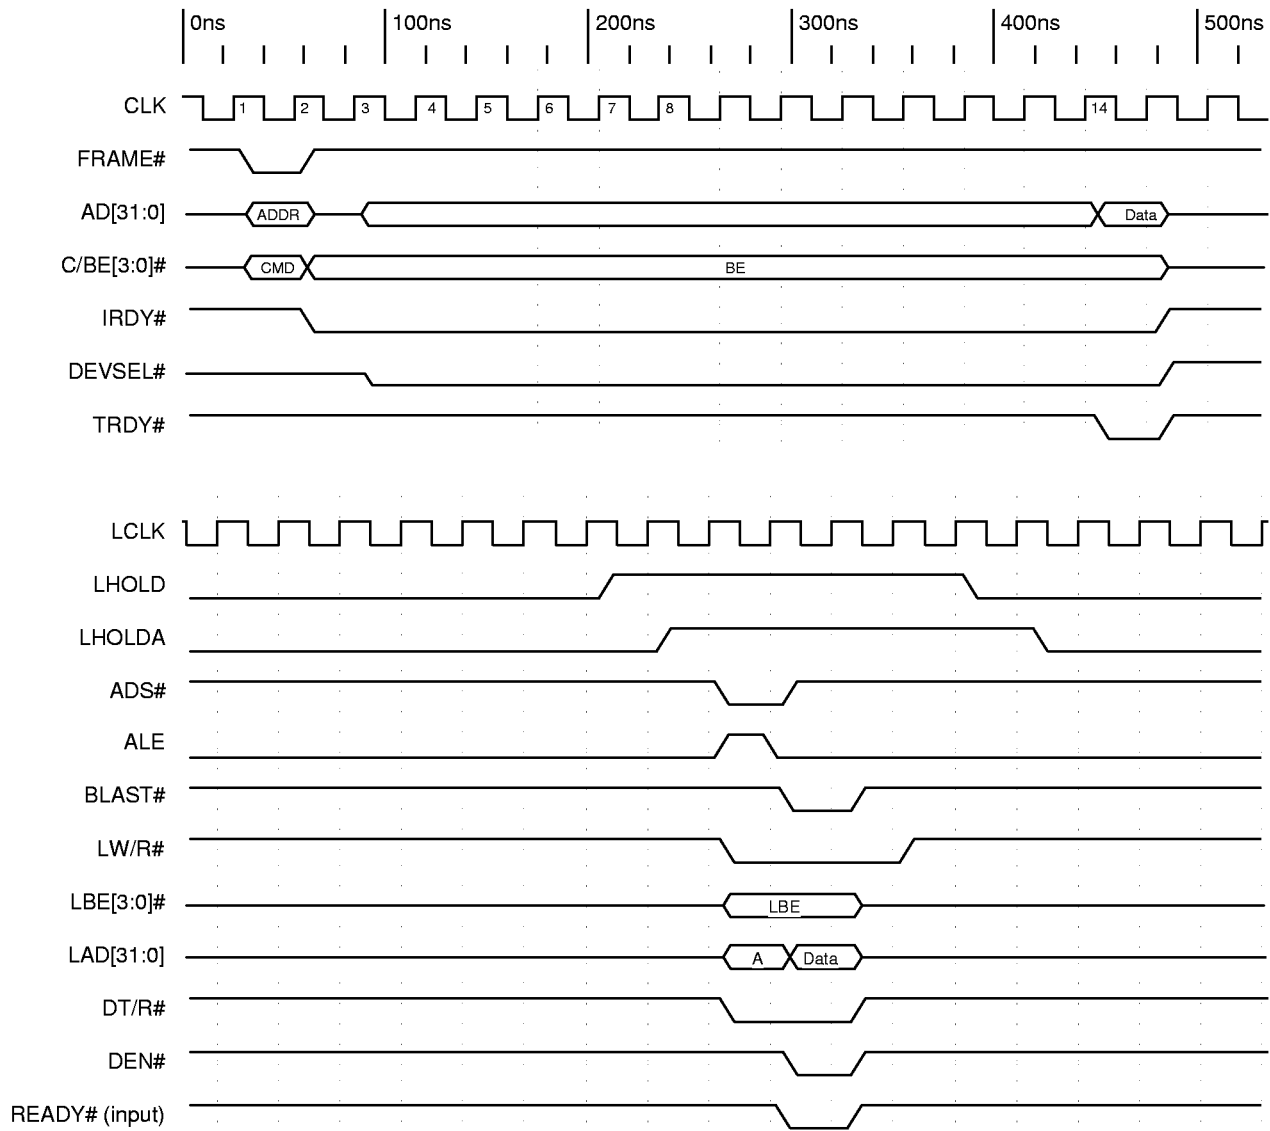 0ns 100ns 200ns 300ns 400ns 500ns
CLK 1 2 3 4 5 6 7 8 14
FRAME#
AD[31:0] ADDR Data
C/BE[3:0]# CMD BE
IRDY#
DEVSEL#
TRDY#
LCLK
LHOLD
LHOLDA
ADS#
ALE
BLAST#
LW/R#
LBE[3:0]# LBE
LAD[31:0] A Data
DT/R#
DEN#
READY# (input)